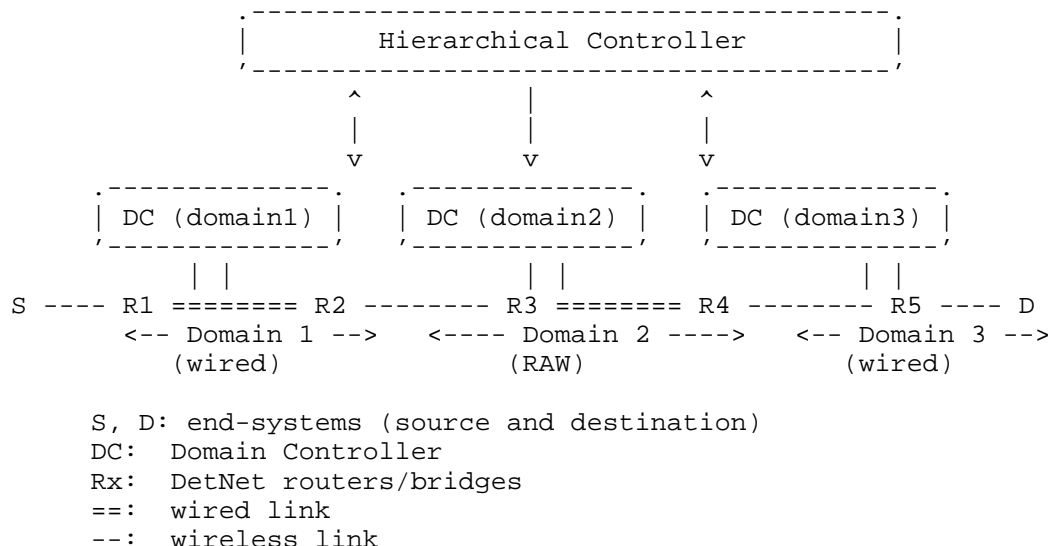 Hierarchical Controller
DC (domain1) DC (domain2) DC (domain3)
S ---- R1 ======== R2 -------- R3 ======== R4 -------- R5 ---- D
<-- Domain 1 --> <---- Domain 2 ----> <-- Domain 3 -->
(wired) (RAW) (wired)
S, D: end-systems (source and destination)
DC: Domain Controller
Rx: DetNet routers/bridges
==: wired link
--: wireless link